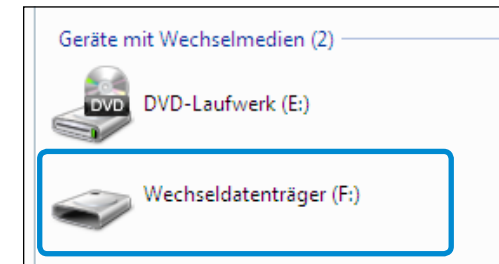 Geräte mit Wechselmedien (2)
DVD
DVD-Laufwerk (E:)
Wechseldatenträger (F:)